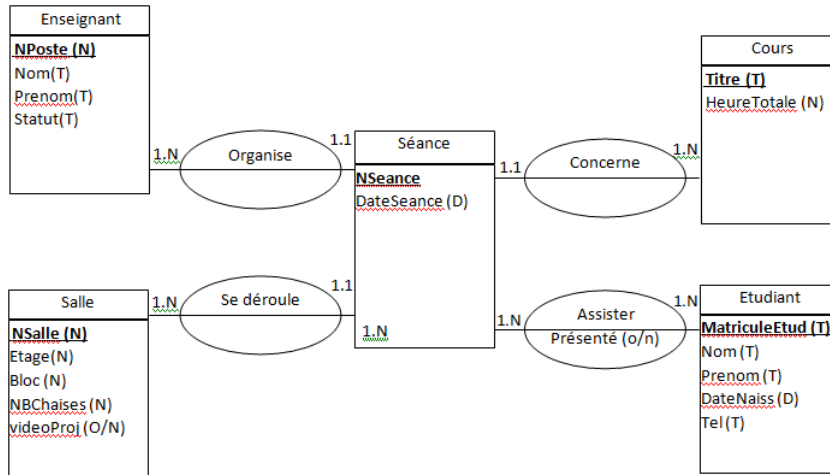 Enseignant
NPoste (N)
Nom(T)
Prenom(T)
Statut(T)
1.N
Organise
1.1
Séance
NSeance
DateSeance (D)
1.N
1.1
Concerne
1.N
Cours
Titre (T)
HeureTotale (N)
Salle
NSalle (N)
Etage(N)
Bloc (N)
NBChaises (N)
videoProj (O/N)
1.N
Se déroule
1.1
1.N
Assister
Présenté (o/n)
1.N
Etudiant
MatriculeEtud (T)
Nom (T)
Prenom (T)
DateNaiss (D)
Tel (T)